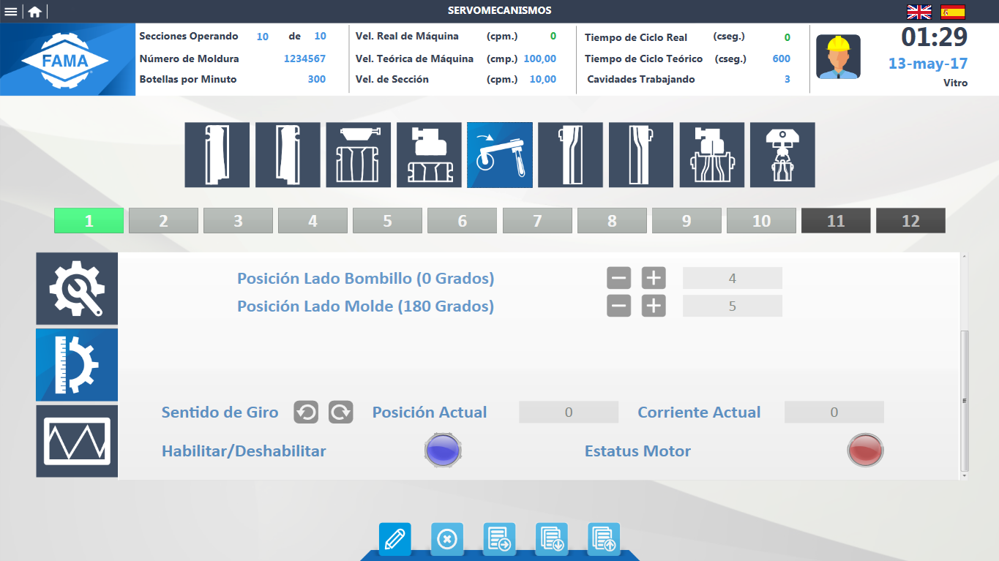 SERVOMECANISMOS
FAMA
Secciones Operando 10 de 10
Número de Moldura 1234567
Botellas por Minuto 300
Vel. Real de Máquina (cpm.) 0
Vel. Teórica de Máquina (cmp.) 100,00
Vel. de Sección (cpm.) 10,00
Tiempo de Ciclo Real (cseg.) 0
Tiempo de Ciclo Teórico (cseg.) 600
Cavidades Trabajando 3
01:29
13-may-17
Vitro
1 2 3 4 5 6 7 8 9 10 11 12
Posición Lado Bombillo (0 Grados) 4
Posición Lado Molde (180 Grados) 5
Sentido de Giro Posición Actual 0 Corriente Actual 0
Habilitar/Deshabilitar Estatus Motor